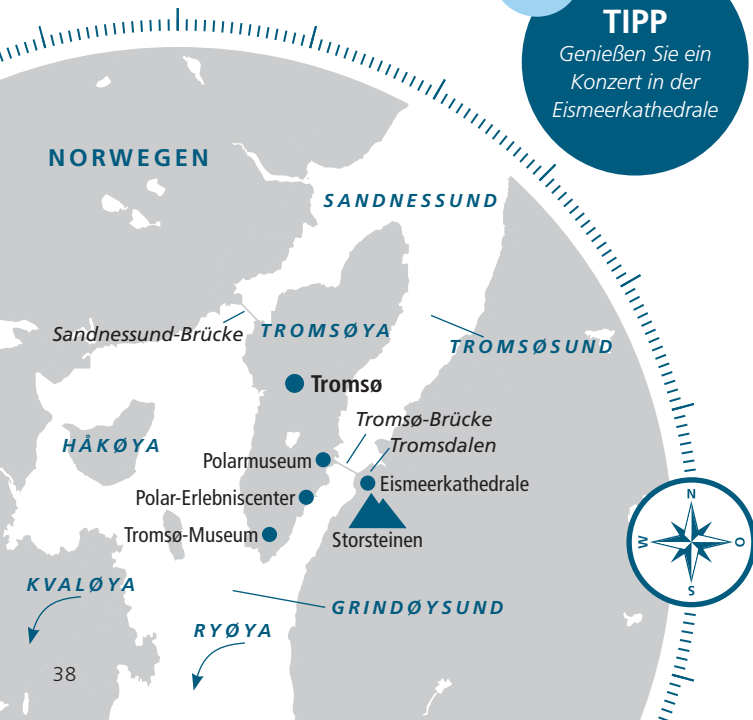 TIPP
Genießen Sie ein
Konzert in der
Eismeerkathedrale
NORWEGEN
SANDNESSUND
Sandnessund-Brücke
TROMSØYA
TROMSØSUND
Tromsø
Tromsø-Brücke
Tromsdalen
HÅKØYA
Polarmuseum
Eismeerkathedrale
Polar-Erlebniscenter
Tromsø-Museum
Storsteinen
N
W
O
S
KVALØYA
GRINDØYSUND
RYØYA
38